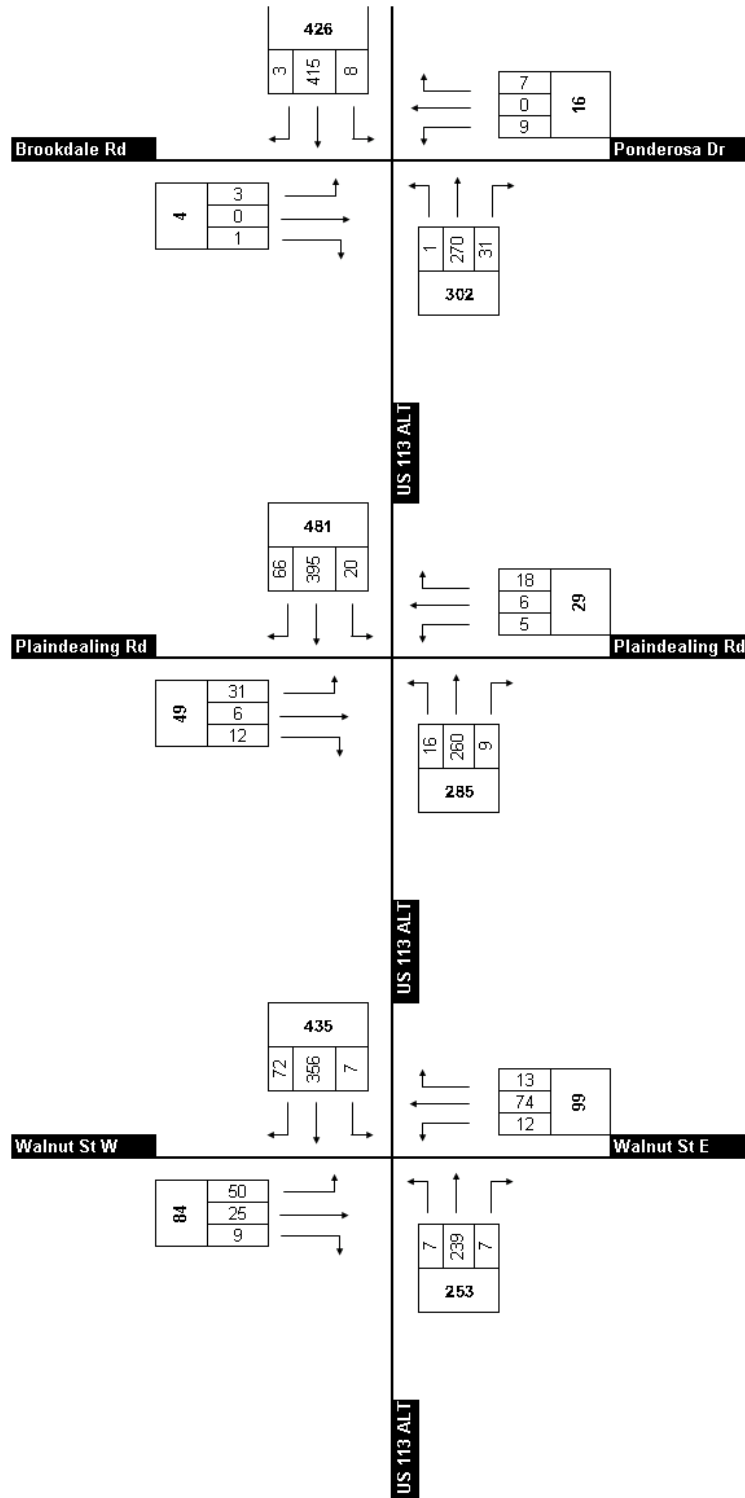 426
3 415 8
7
0
9
16
Brookdale Rd
Ponderosa Dr
4
3
0
1
1 270 31
302
US 113 ALT
481
66 395 20
18
6
5
29
Plaindealing Rd
Plaindealing Rd
49
31
6
12
16 260 9
285
US 113 ALT
435
72 356 7
13
74
12
99
Walnut St W
Walnut St E
84
50
25
9
7 239 7
253
US 113 ALT